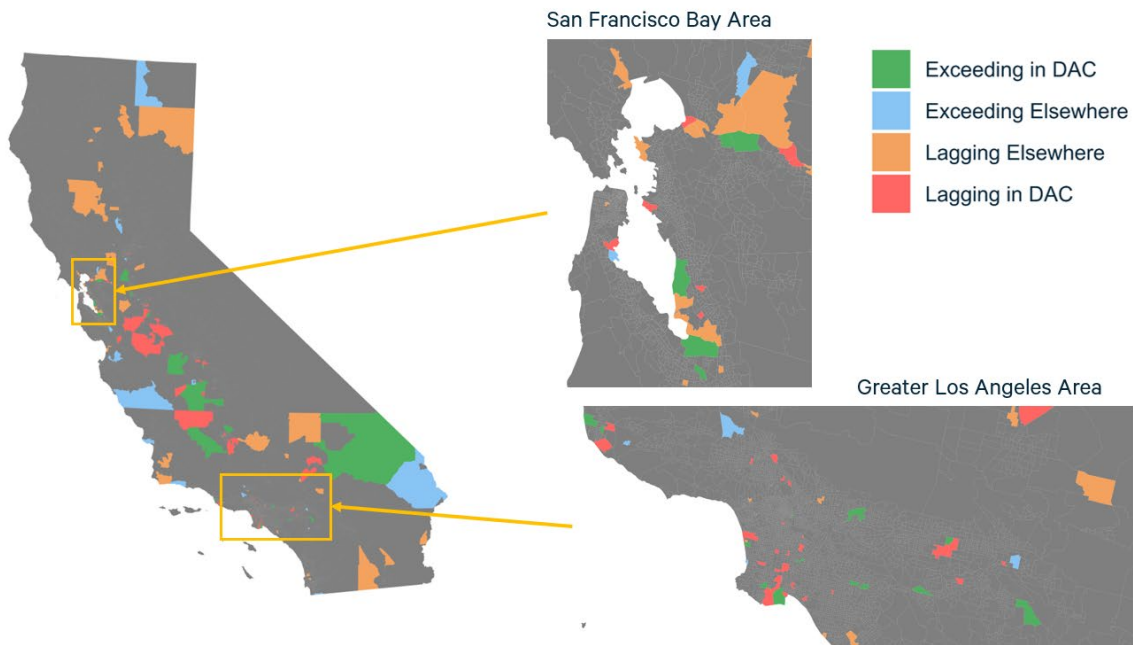 San Francisco Bay Area
Exceeding in DAC
Exceeding Elsewhere
Lagging Elsewhere
Lagging in DAC
Greater Los Angeles Area